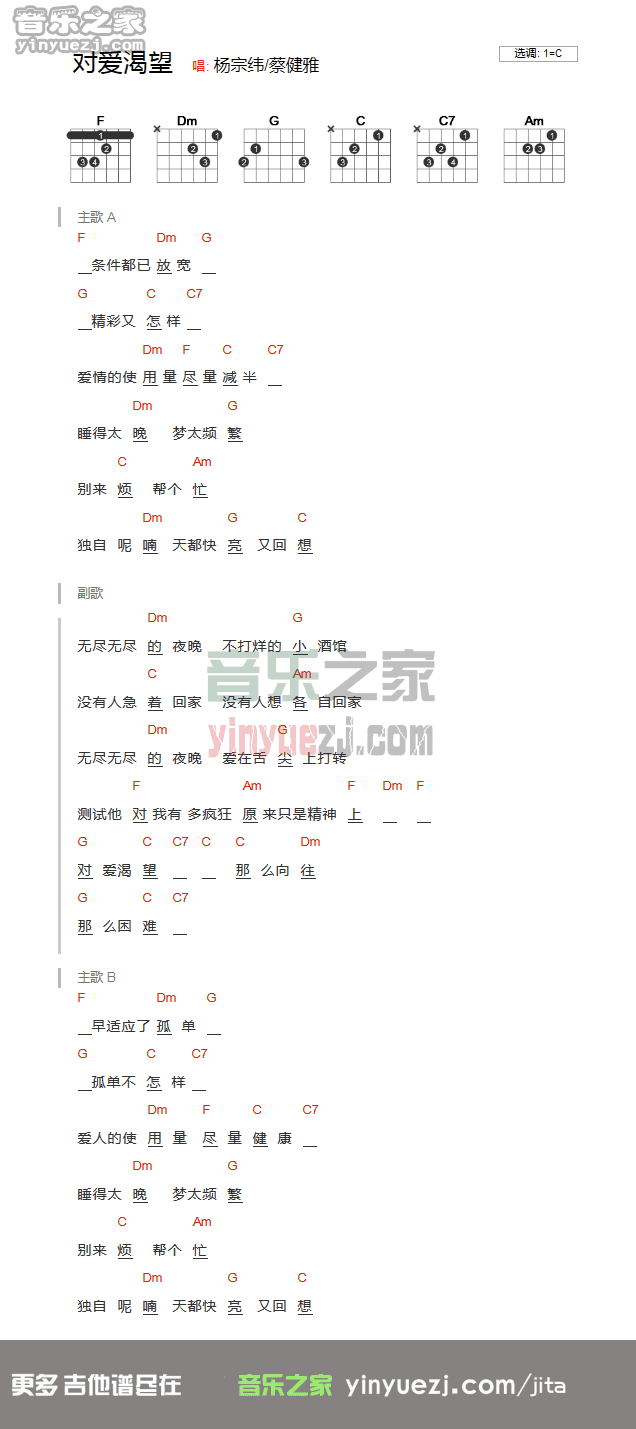 音乐之家
yinyuezj.com
对爱渴望 唱: 杨宗纬/蔡健雅
选调: 1=C
F Dm G C C7 Am
主歌 A
F Dm G
__条件都已 放 宽 __
G C C7
__精彩又 怎 样 __
Dm F C C7
爱情的使 用 量 尽 量 减 半 __
Dm G
睡得太 晚 梦太频 繁
C Am
别来 烦 帮个 忙
Dm G C
独自 呢 喃 天都快 亮 又回 想
副歌
Dm G
无尽无尽 的 夜晚 不打烊的 小 酒馆
C Am
没有人急 着 回家 没有人想 各 自回家
Dm G
无尽无尽 的 夜晚 爱在舌 尖 上打转
F Am F Dm F
测试他 对 我有 多疯狂 原 来只是精神 上 __ __
G C C7 C C Dm
对 爱渴 望 __ __ 那 么向 往
G C C7
那 么困 难 __
音乐之家
yinyuezj.com
主歌 B
F Dm G
__早适应了 孤 单 __
G C C7
__孤单不 怎 样 __
Dm F C C7
爱人的使 用 量 尽 量 健 康 __
Dm G
睡得太 晚 梦太频 繁
C Am
别来 烦 帮个 忙
Dm G C
独自 呢 喃 天都快 亮 又回 想
更多 吉他谱尽在 音乐之家 yinyuezj.com/jita